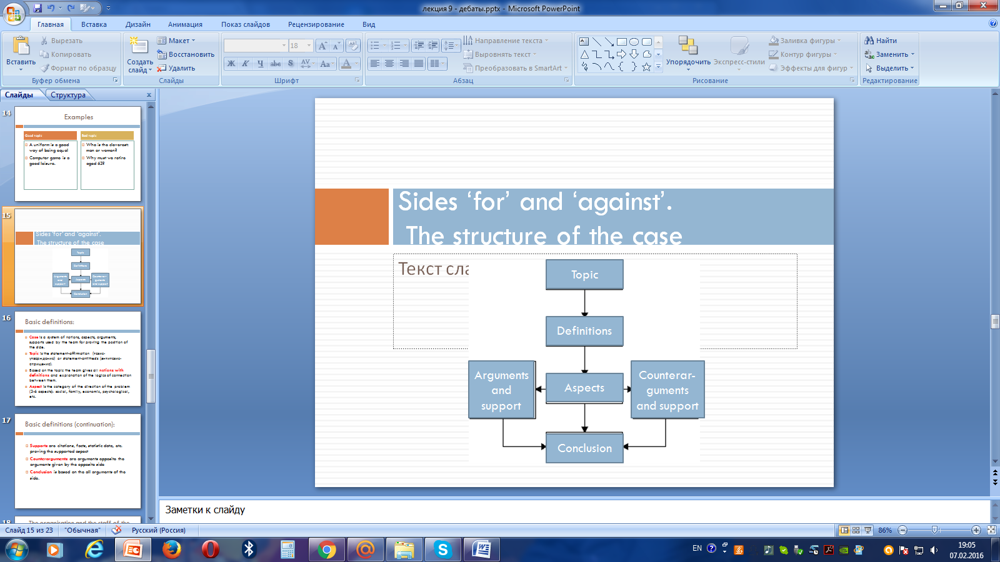 лекция 9 - дебаты.pptx - Microsoft PowerPoint
Главная Вставка Дизайн Анимация Показ слайдов Рецензирование Вид
Вставить
Вырезать
Копировать
Формат по образцу
Буфер обмена
Создать
слайд
Макет
Восстановить
Удалить
Слайды
18
Ж К Ч abc S AV Aa A
Шрифт
Направление текста
Выровнять текст
Преобразовать в SmartArt
Абзац
Упорядочить
Экспресс-стили
Заливка фигуры
Контур фигуры
Эффекты для фигур
Рисование
Найти
Заменить
Выделить
Редактирование
Слайды Структура x
14
Examples
Good topic
Bad topic
A uniform is a good
way of being equal
Computer game is a
good leisure.
Who is the cleverest:
man or woman?
Why must we retire
aged 63?
15
Sides 'for' and 'against'.
The structure of the case
Topic
Definitions
Arguments
and
support
Aspects
Counterar-
guments
and support
Conclusion
16
Basic definitions:
Case is a system of notions, aspects, arguments,
supports used by the team for proving the position of
the side.
Topic is the statement-affirmation (тезис-
утверждение) or statement-antithesis (антитезис-
отрицание).
Based on the topic the team gives all notions with
definitions and explanation of the logics of connection
between them.
Aspect is the category of the direction of the problem
(3-6 aspects): social, family, economic, psychological,
etc.
17
Basic definitions (continuation):
Supports are citations, facts, statistic data, etc.
proving the supported aspect
Counterarguments are arguments opposite the
arguments given by the opposite side
Conclusion is based on the all arguments of the
side.
18
The organisation and the staff of the
Sides ‘for’ and ‘against’.
The structure of the case
Текст сла
Topic
Definitions
Arguments
and
support
Aspects
Counterar-
guments
and support
Conclusion
Заметки к слайду
Слайд 15 из 23 "Обычная" Русский (Россия) 86%
EN
19:05
07.02.2016